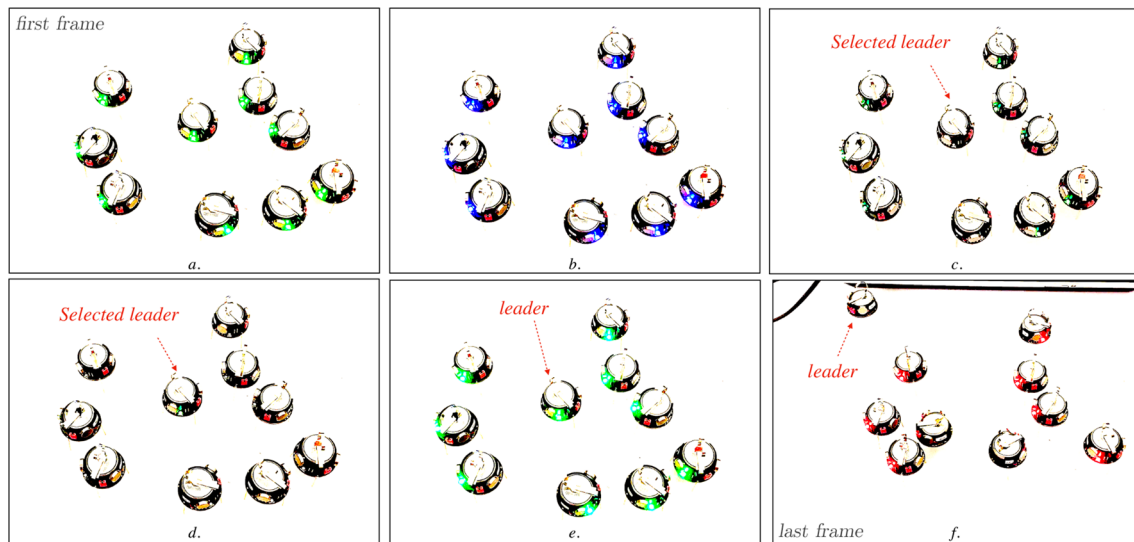 first frame
a.
b.
Selected leader
c.
Selected leader
d.
leader
e.
leader
last frame
f.